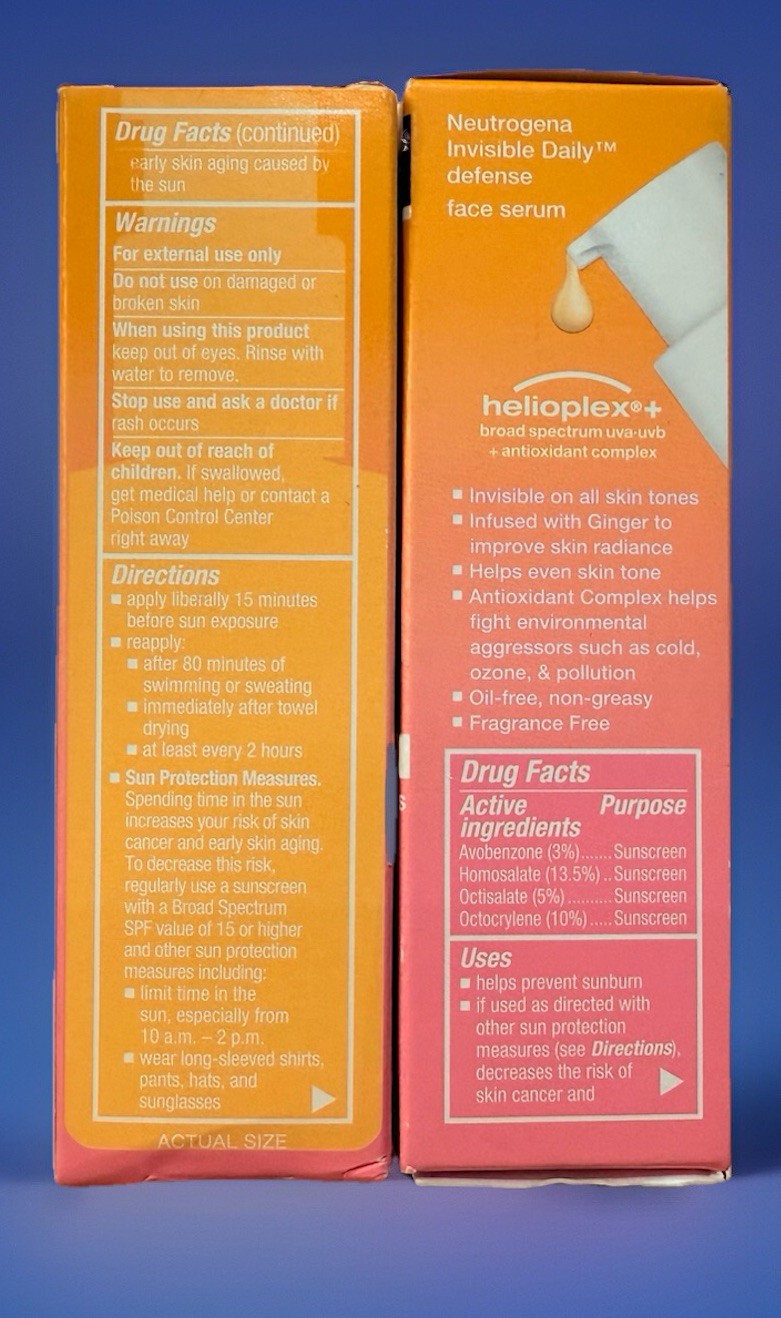 Drug Facts (continued)
early skin aging caused by
the sun
Warnings
For external use only
Do not use on damaged or
broken skin
When using this product
keep out of eyes. Rinse with
water to remove.
Stop use and ask a doctor if
rash occurs
Keep out of reach of
children. If swallowed,
get medical help or contact a
Poison Control Center
right away
Directions
■ apply liberally 15 minutes
before sun exposure
■ reapply:
■ after 80 minutes of
swimming or sweating
■ immediately after towel
drying
■ at least every 2 hours
■ Sun Protection Measures.
Spending time in the sun
increases your risk of skin
cancer and early skin aging.
To decrease this risk,
regularly use a sunscreen
with a Broad Spectrum
SPF value of 15 or higher
and other sun protection
measures including:
■ limit time in the
sun, especially from
10 a.m. – 2 p.m.
■ wear long-sleeved shirts,
pants, hats, and
sunglasses
ACTUAL SIZE
Neutrogena
Invisible Daily™
defense
face serum
helioplex®+
broad spectrum uva·uvb
+ antioxidant complex
■ Invisible on all skin tones
■ Infused with Ginger to
improve skin radiance
■ Helps even skin tone
■ Antioxidant Complex helps
fight environmental
aggressors such as cold,
ozone, & pollution
■ Oil-free, non-greasy
■ Fragrance Free
Drug Facts
Active Purpose
ingredients
Avobenzone (3%).......Sunscreen
Homosalate (13.5%)..Sunscreen
Octisalate (5%)..........Sunscreen
Octocrylene (10%).....Sunscreen
Uses
■ helps prevent sunburn
■ if used as directed with
other sun protection
measures (see Directions),
decreases the risk of
skin cancer and